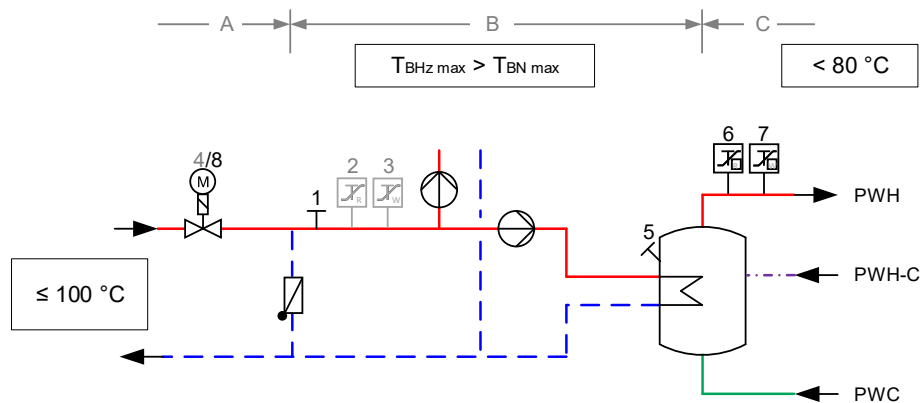 A
B
C
TBHz max > TBN max
< 80 °C
4/8
M
1
2
R
3
W
6
7
5
PWH
PWH-C
PWC
≤ 100 °C